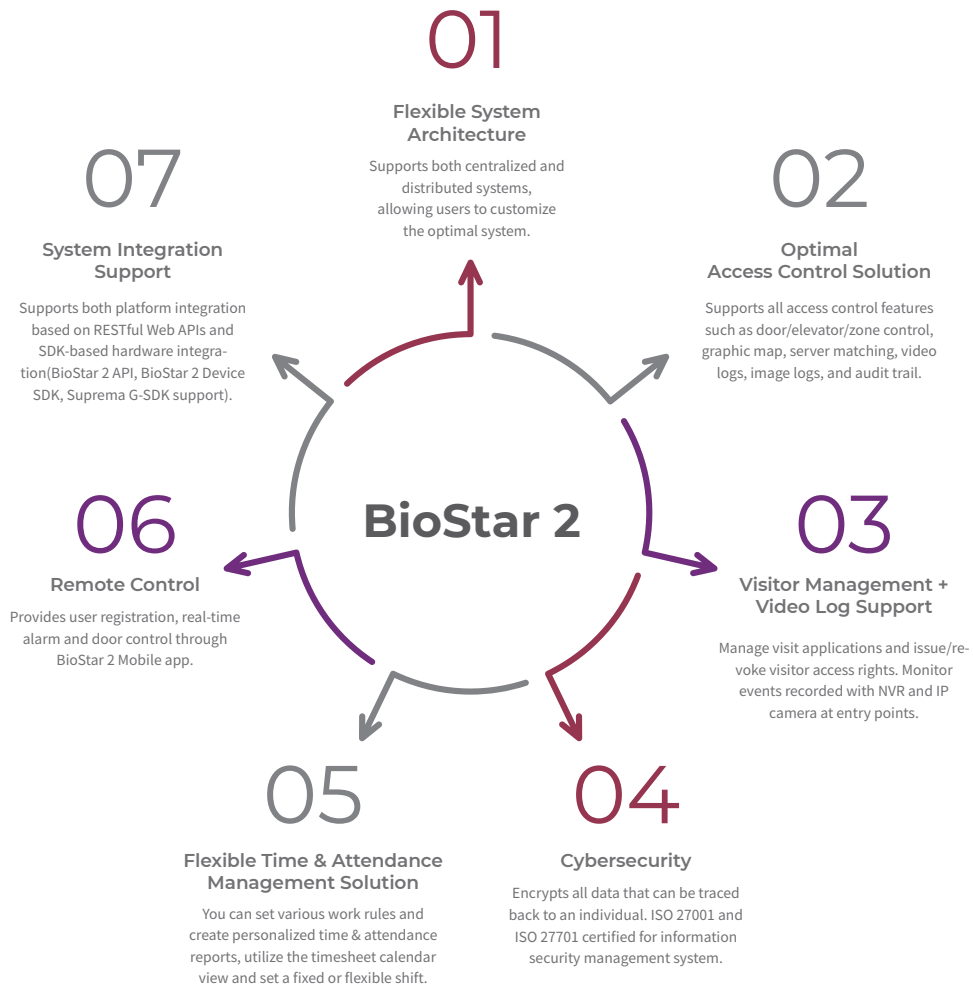 01
Flexible System
Architecture
Supports both centralized and
distributed systems,
allowing users to customize
the optimal system.
02
Optimal
Access Control Solution
Supports all access control features
such as door/elevator/zone control,
graphic map, server matching, video
logs, image logs, and audit trail.
03
Visitor Management +
Video Log Support
Manage visit applications and issue/re-
voke visitor access rights. Monitor
events recorded with NVR and IP
camera at entry points.
04
Cybersecurity
Encrypts all data that can be traced
back to an individual. ISO 27001 and
ISO 27701 certified for information
security management system.
05
Flexible Time & Attendance
Management Solution
You can set various work rules and
create personalized time & attendance
reports, utilize the timesheet calendar
view and set a fixed or flexible shift.
06
Remote Control
Provides user registration, real-time
alarm and door control through
BioStar 2 Mobile app.
07
System Integration
Support
Supports both platform integration
based on RESTful Web APIs and
SDK-based hardware integra-
tion(BioStar 2 API, BioStar 2 Device
SDK, Suprema G-SDK support).
BioStar 2